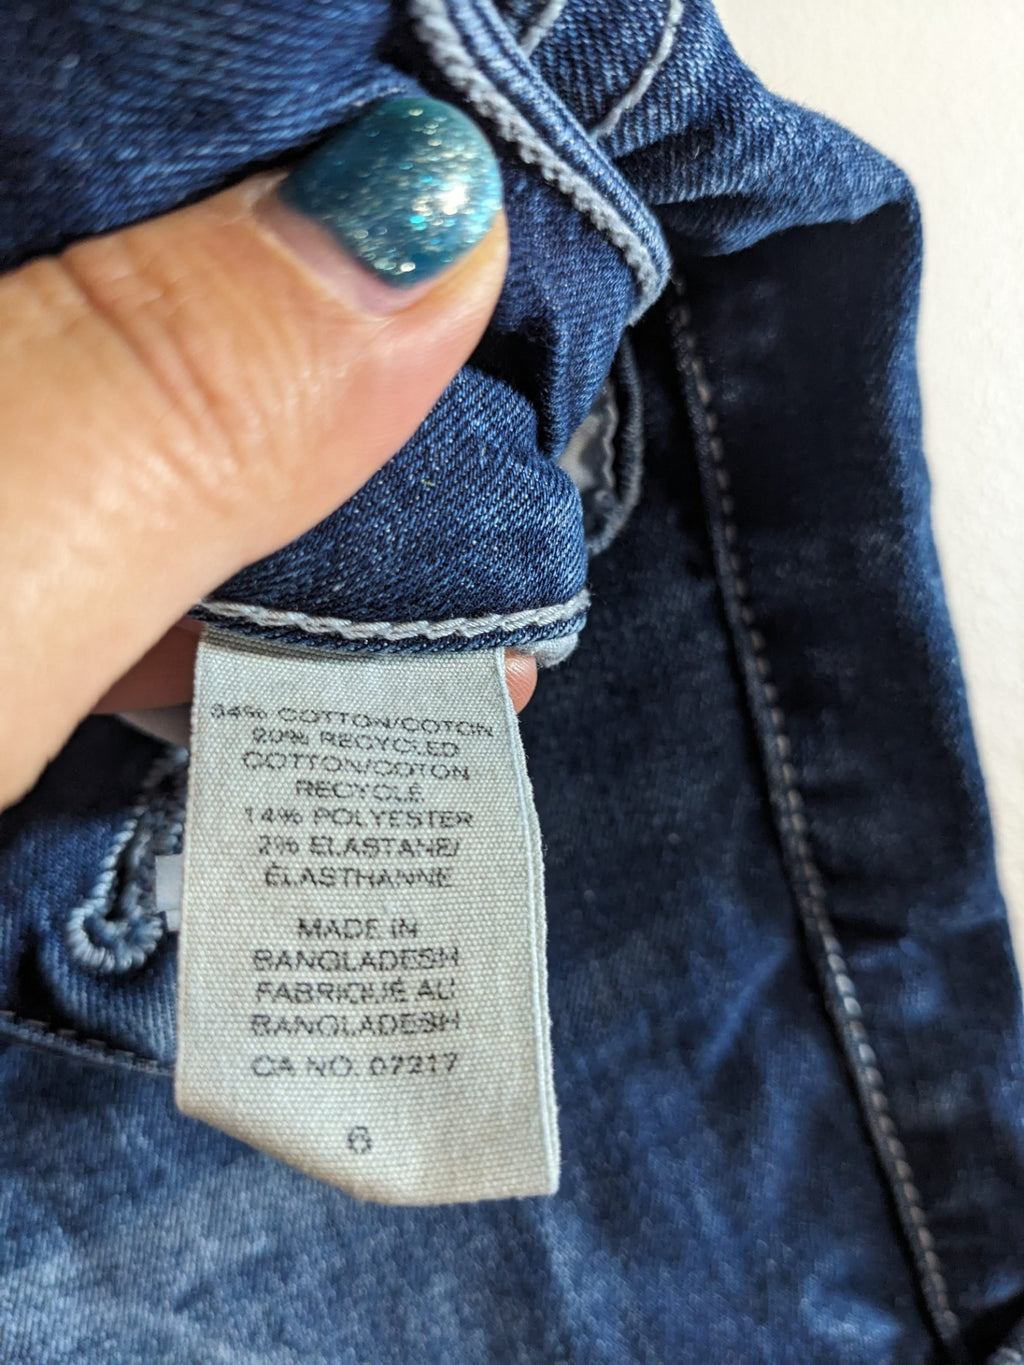 64% COTTON/COTON
20% RECYCLED
COTTON/COTON
RECYCLÉ
14% POLYESTER
2% ELASTANE/
ÉLASTHANNE
MADE IN
BANGLADESH
FABRIQUÉ AU
BANGLADESH
CA NO. 07217
6